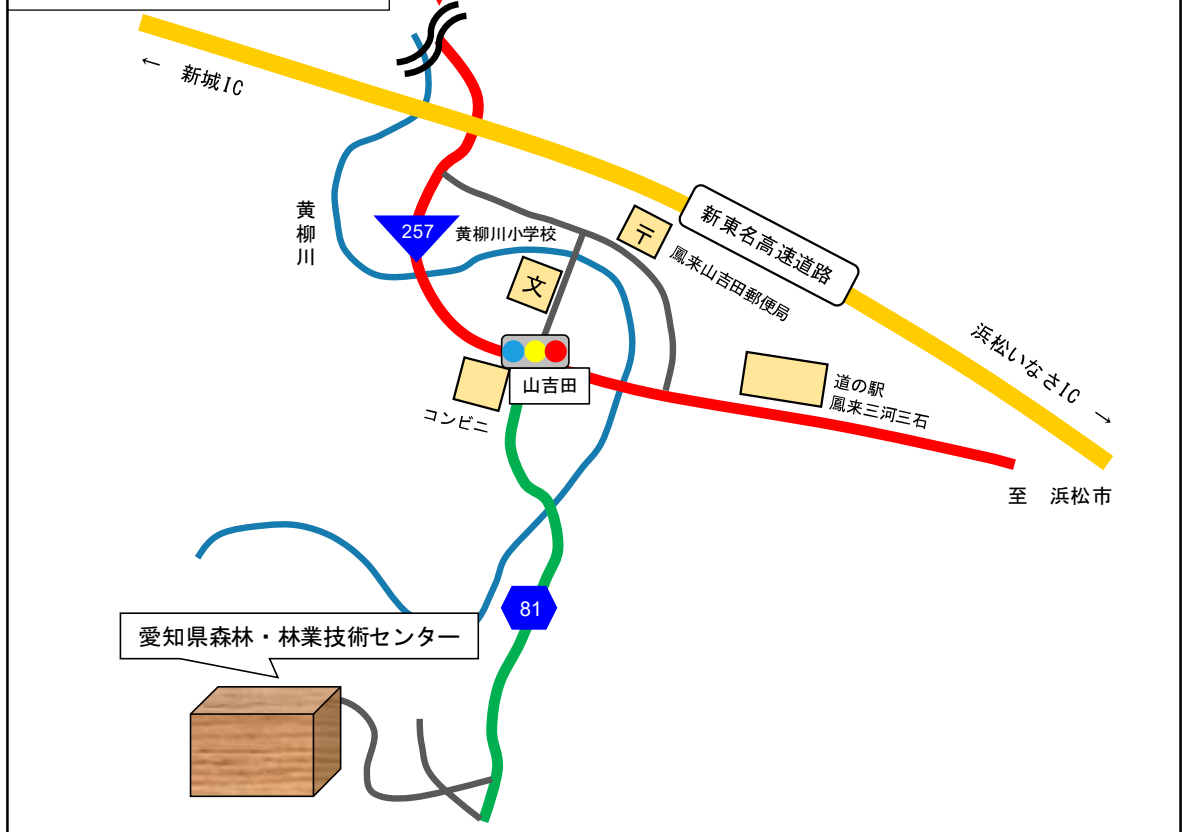 ← 新城IC
黄柳川
257
黄柳川小学校
〒
新東名高速道路
鳳来山吉田郵便局
文
山吉田
コンビニ
道の駅
鳳来三河三石
浜松いなさIC →
至 浜松市
81
愛知県森林・林業技術センター